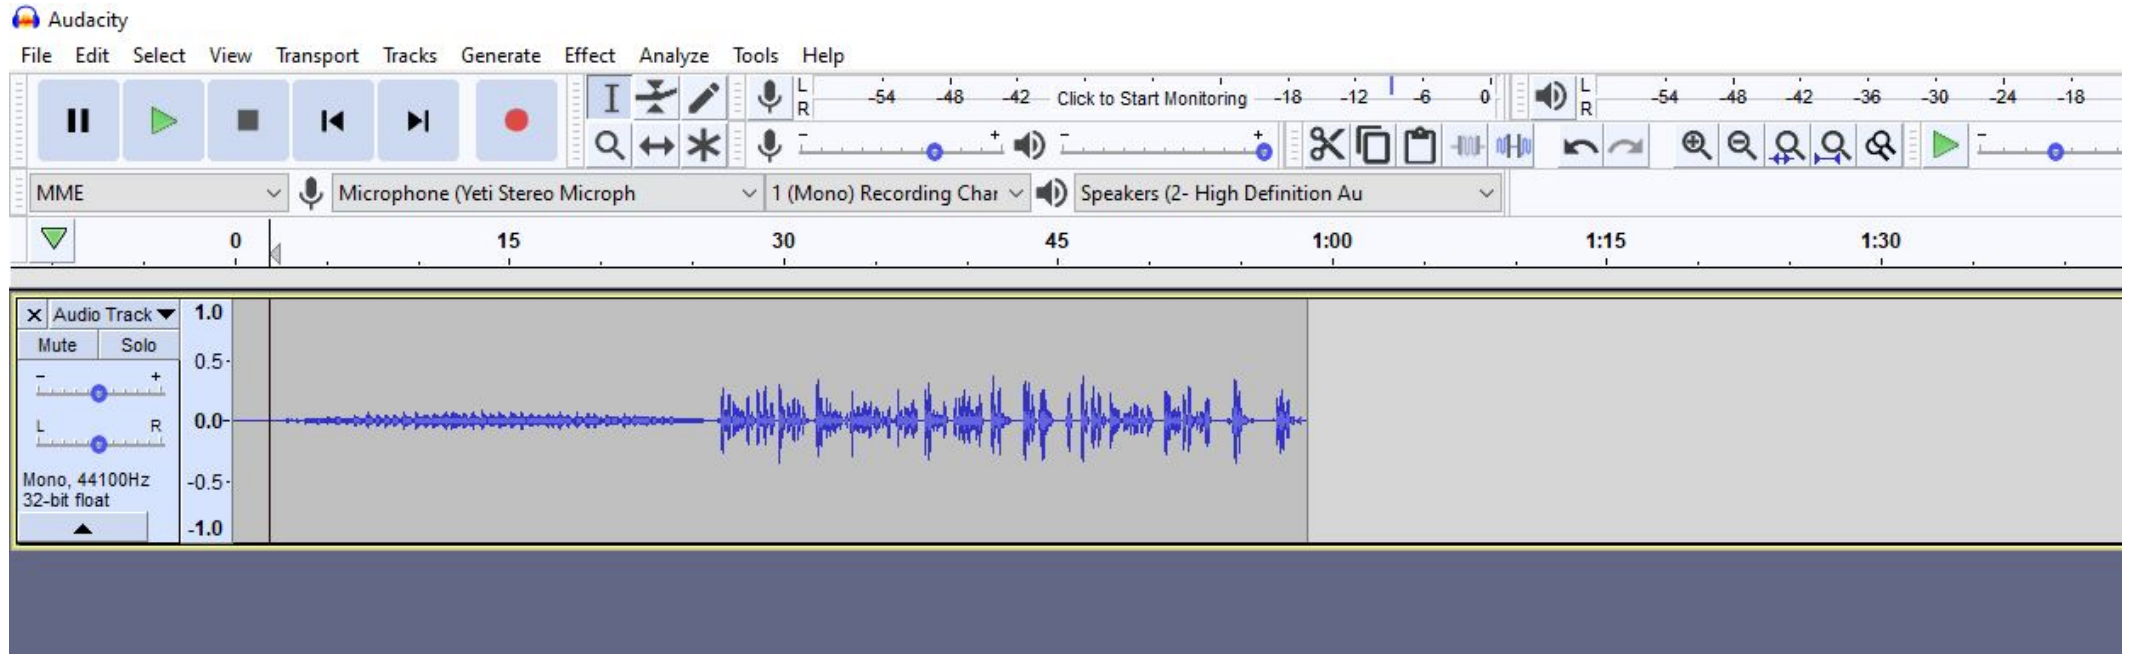 Audacity
File Edit Select View Transport Tracks Generate Effect Analyze Tools Help
L -54 -48 -42 Click to Start Monitoring -18 -12 -6 0 L -54 -48 -42 -36 -30 -24 -18
R R
- + - + -
MME Microphone (Yeti Stereo Microph 1 (Mono) Recording Char Speakers (2- High Definition Au
0 15 30 45 1:00 1:15 1:30
X Audio Track 1.0
Mute Solo
0.5
- +
L R 0.0
Mono, 44100Hz -0.5
32-bit float
-1.0